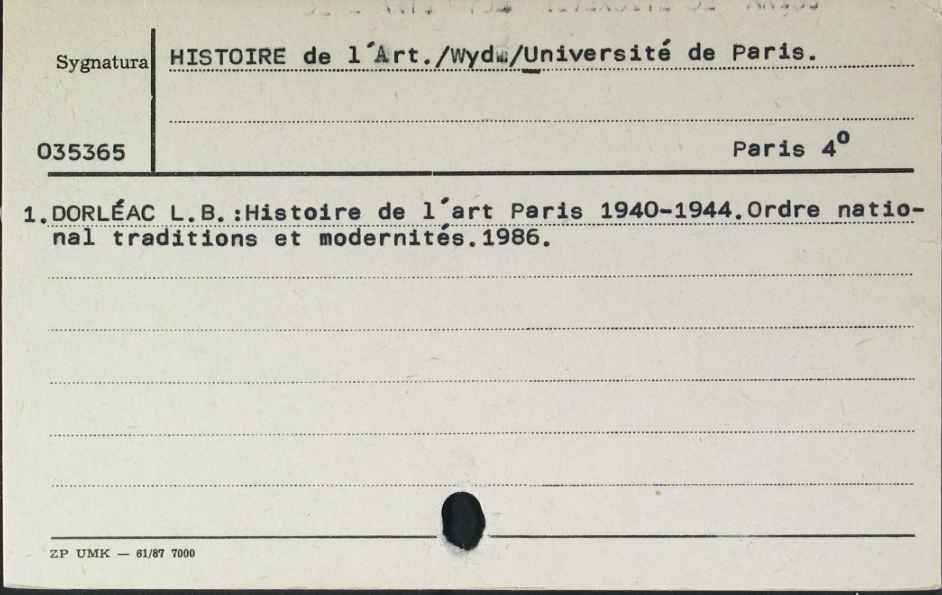 Sygnatura HISTOIRE de l´Art./Wyd./Université de Paris.
035365 Paris 4º
1.DORLÉAC L.B.:Histoire de l´art Paris 1940-1944.Ordre natio-
nal traditions et modernités.1986.
ZP UMK — 61/87 7000